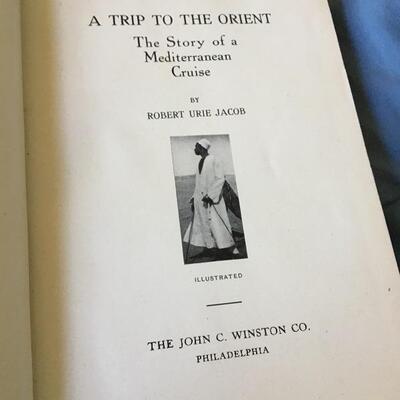 A TRIP TO THE ORIENT
The Story of a
Mediterranean
Cruise
BY
ROBERT URIE JACOB
ILLUSTRATED
THE JOHN C. WINSTON CO.
PHILADELPHIA